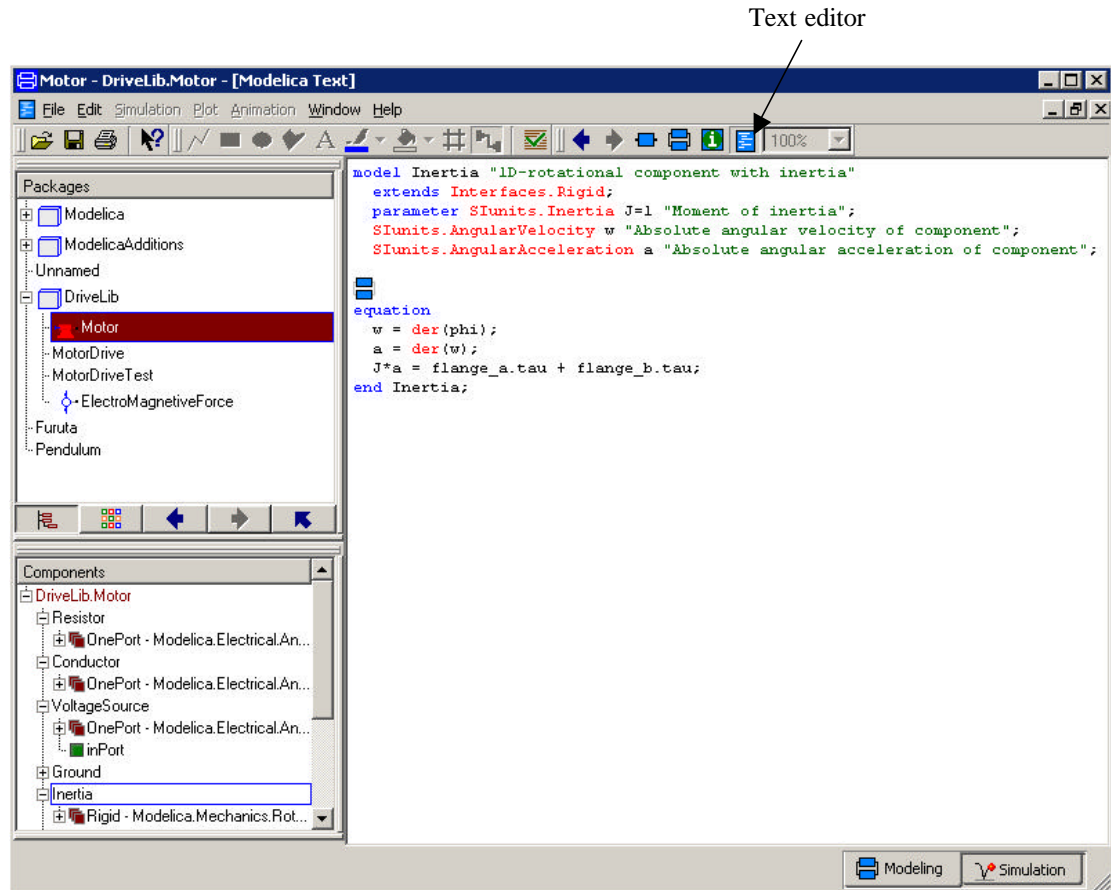 Text editor
Motor - DriveLib.Motor - [Modelica Text]
File Edit Simulation Plot Animation Window Help
A 100%
Packages
Modelica
ModelicaAdditions
Unnamed
DriveLib
Motor
MotorDrive
MotorDriveTest
ElectroMagnetiveForce
Furuta
Pendulum
Components
DriveLib.Motor
Resistor
OnePort - Modelica.Electrical.An...
Conductor
OnePort - Modelica.Electrical.An...
VoltageSource
OnePort - Modelica.Electrical.An...
inPort
Ground
Inertia
Rigid - Modelica.Mechanics.Rot...
model Inertia "1D-rotational component with inertia"
extends Interfaces.Rigid;
parameter SIunits.Inertia J=1 "Moment of inertia";
SIunits.AngularVelocity w "Absolute angular velocity of component";
SIunits.AngularAcceleration a "Absolute angular acceleration of component";
equation
w = der(phi);
a = der(w);
J*a = flange_a.tau + flange_b.tau;
end Inertia;
Modeling Simulation